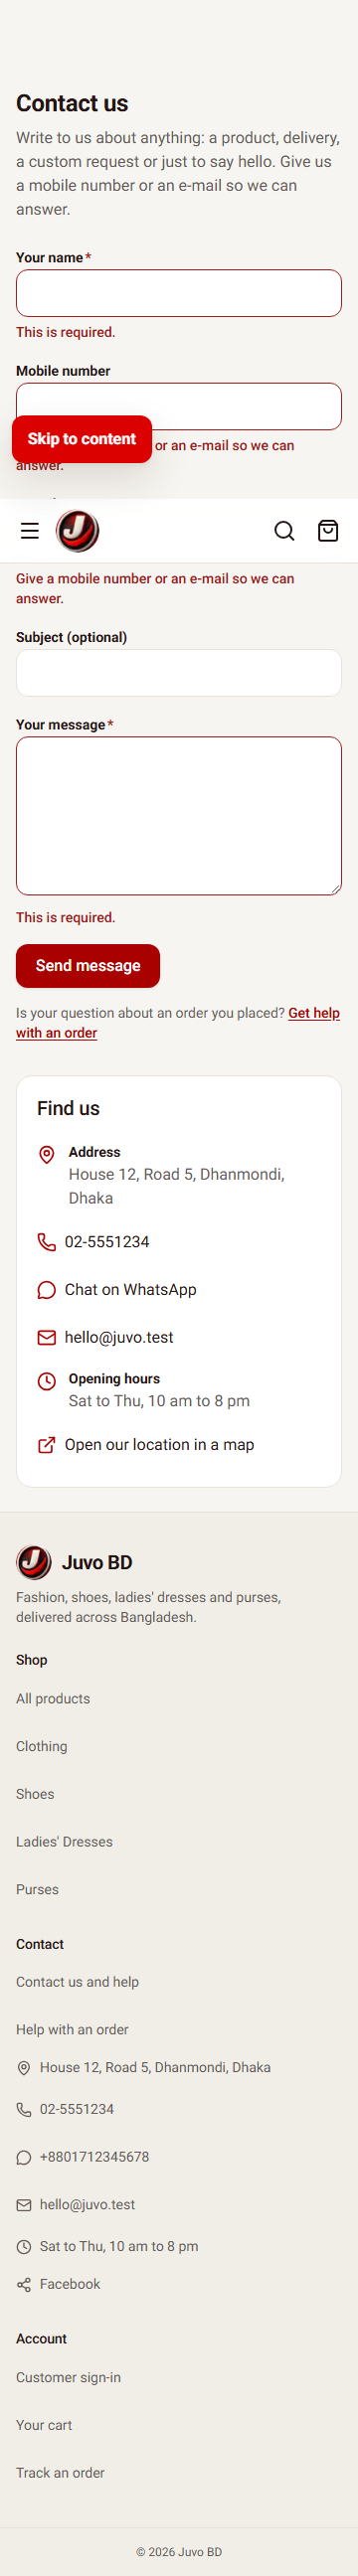 Contact us
Write to us about anything: a product, delivery,
a custom request or just to say hello. Give us
a mobile number or an e-mail so we can
answer.
Your name*
This is required.
Mobile number
Skip to content
or an e-mail so we can
answer.
J
Give a mobile number or an e-mail so we can
answer.
Subject (optional)
Your message*
This is required.
Send message
Is your question about an order you placed? Get help
with an order
Find us
Address
House 12, Road 5, Dhanmondi,
Dhaka
02-5551234
Chat on WhatsApp
hello@juvo.test
Opening hours
Sat to Thu, 10 am to 8 pm
Open our location in a map
J
Juvo BD
Fashion, shoes, ladies' dresses and purses,
delivered across Bangladesh.
Shop
All products
Clothing
Shoes
Ladies' Dresses
Purses
Contact
Contact us and help
Help with an order
House 12, Road 5, Dhanmondi, Dhaka
02-5551234
+8801712345678
hello@juvo.test
Sat to Thu, 10 am to 8 pm
Facebook
Account
Customer sign-in
Your cart
Track an order
© 2026 Juvo BD